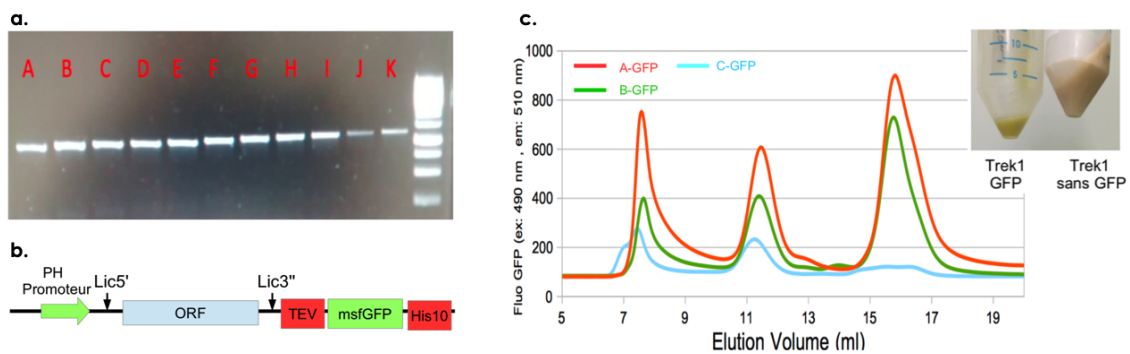 a.
A B C D E F G H I J K
b.
PH
Promoteur
Lic5'
Lic3"
ORF
TEV
msfGFP
His10
c.
Fluo GFP (ex: 490 nm , em: 510 nm)
1000
800
600
400
200
0
A-GFP
C-GFP
B-GFP
5 7 9 11 13 15 17 19
Elution Volume (ml)
10
5
Trek1
GFP
Trek1
sans GFP